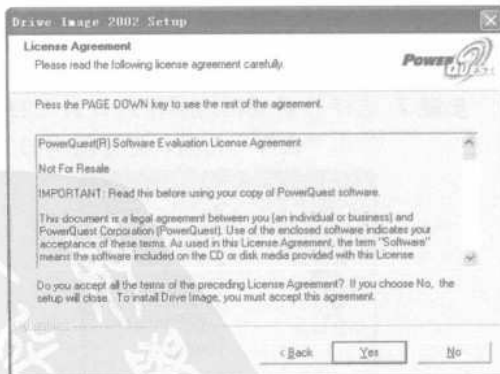 Drive Image 2002 Setup
License Agreement
Please read the following license agreement carefully.
POWERQUEST
Press the PAGE DOWN key to see the rest of the agreement.
PowerQuest(R) Software Evaluation License Agreement
Not For Resale
IMPORTANT: Read this before using your copy of PowerQuest software.
This document is a legal agreement between you (an individual or business) and
PowerQuest Corporation (PowerQuest). Use of the enclosed software indicates your
acceptance of these terms. As used in this License Agreement, the term "Software"
means the software included on the CD or disk media provided with this License
Do you accept all the terms of the preceding License Agreement? If you choose No, the
setup will close. To install Drive Image, you must accept this agreement.
< Back
Yes
No